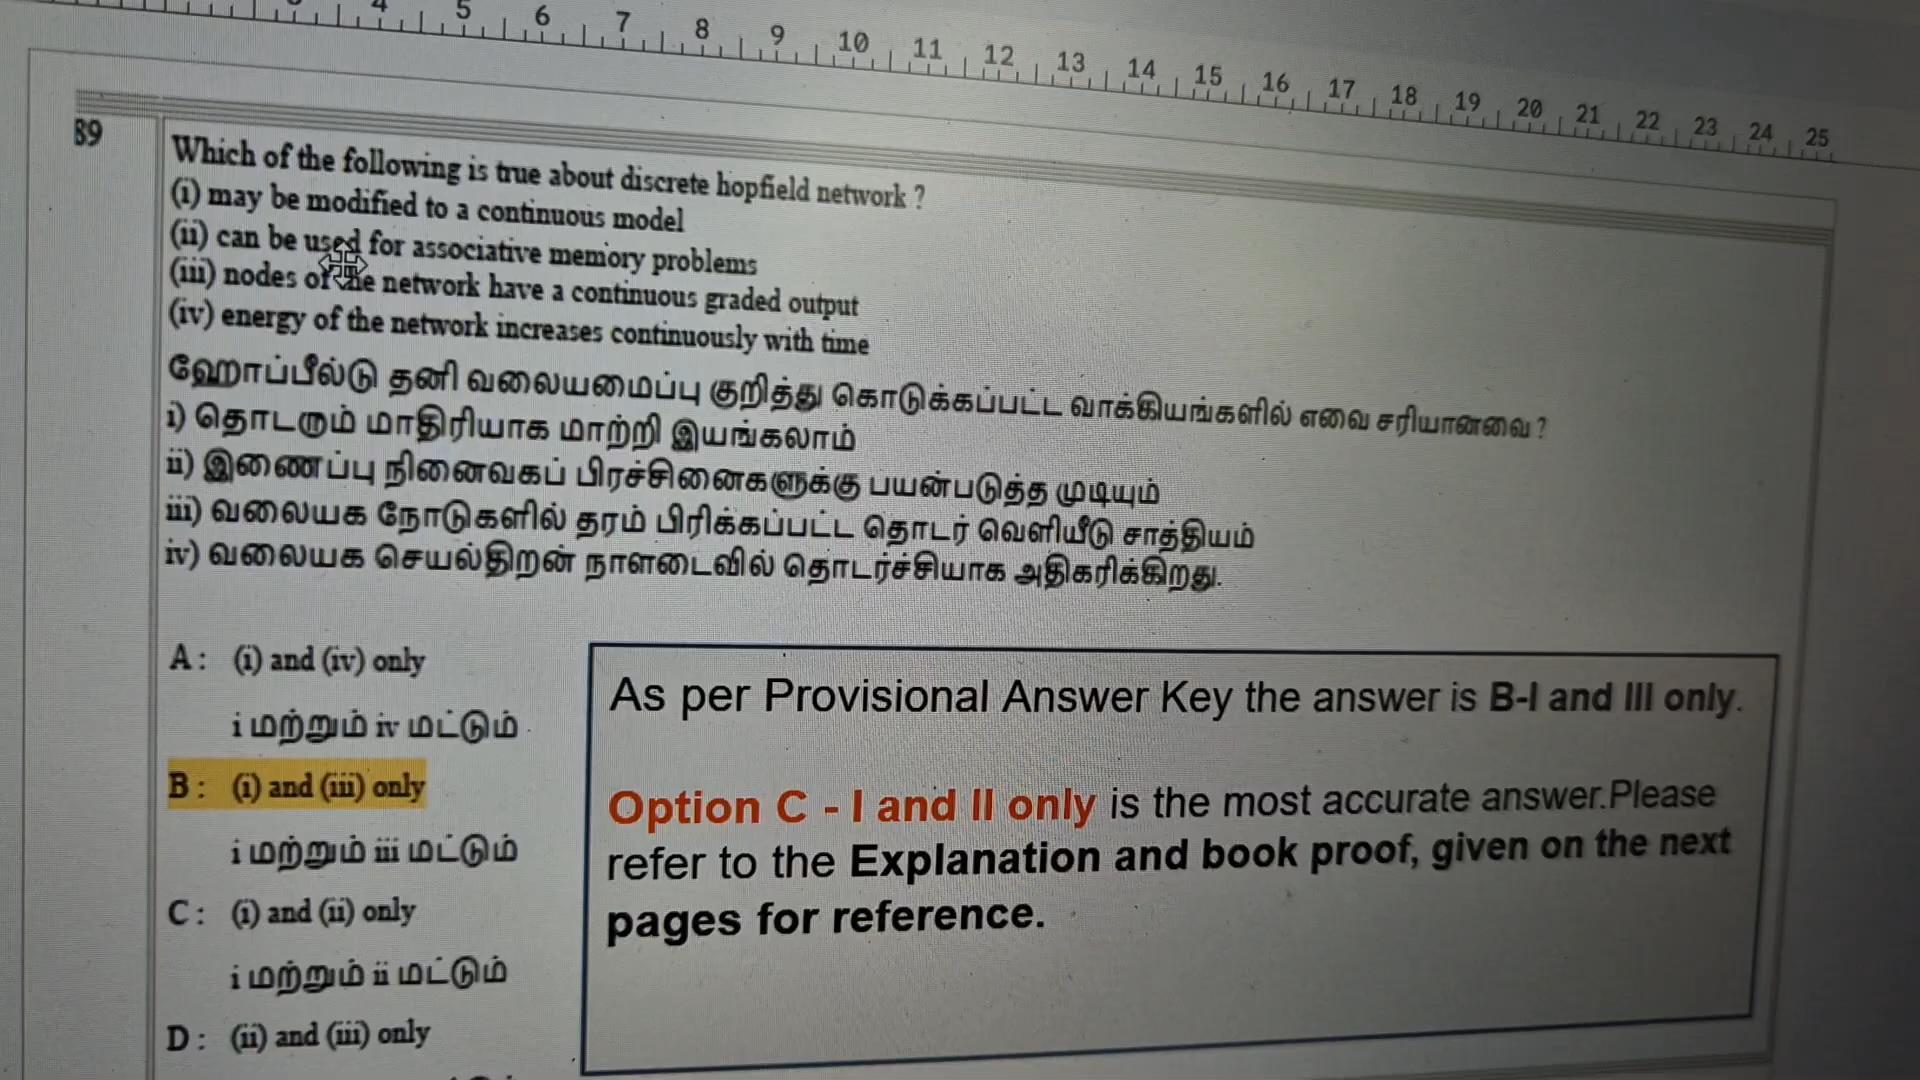 4 5 6 7 8 9 10 11 12 13 14 15 16 17 18 19 20 21 22 23 24 25
89
Which of the following is true about discrete hopfield network ?
(i) may be modified to a continuous model
(ii) can be used for associative memory problems
(iii) nodes of the network have a continuous graded output
(iv) energy of the network increases continuously with time
ஹோப்பீல்டு தனி வலையமைப்பு குறித்து கொடுக்கப்பட்ட வாக்கியங்களில் எவை சரியானவை ?
i) தொடரும் மாதிரியாக மாற்றி இயங்கலாம்
ii) இணைப்பு நினைவகப் பிரச்சினைகளுக்கு பயன்படுத்த முடியும்
iii) வலையக நோடுகளில் தரம் பிரிக்கப்பட்ட தொடர் வெளியீடு சாத்தியம்
iv) வலையக செயல்திறன் நாளடைவில் தொடர்ச்சியாக அதிகரிக்கிறது.
A : (i) and (iv) only
i மற்றும் iv மட்டும்
B : (i) and (iii) only
i மற்றும் iii மட்டும்
C : (i) and (ii) only
i மற்றும் ii மட்டும்
D : (ii) and (iii) only
As per Provisional Answer Key the answer is B-I and III only.
Option C - I and II only is the most accurate answer.Please
refer to the Explanation and book proof, given on the next
pages for reference.